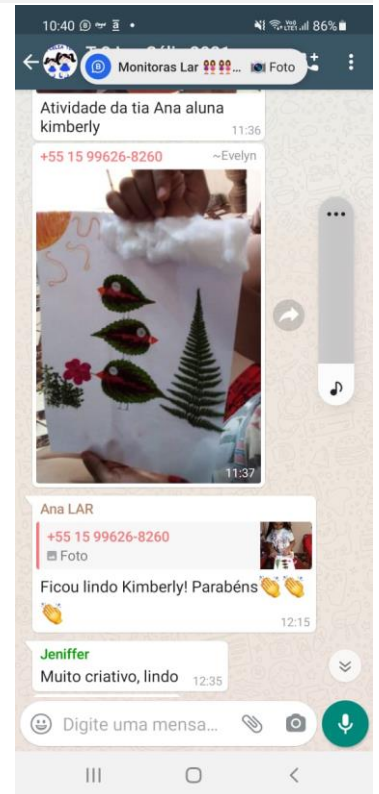 10:40
86%
Monitoras Lar 👯👯... Foto
Atividade da tia Ana aluna
kimberly
11:36
+55 15 99626-8260 ~Evelyn
11:37
Ana LAR
+55 15 99626-8260
Foto
Ficou lindo Kimberly! Parabéns👏👏
👏
12:15
Jeniffer
Muito criativo, lindo 12:35
Digite uma mensa...